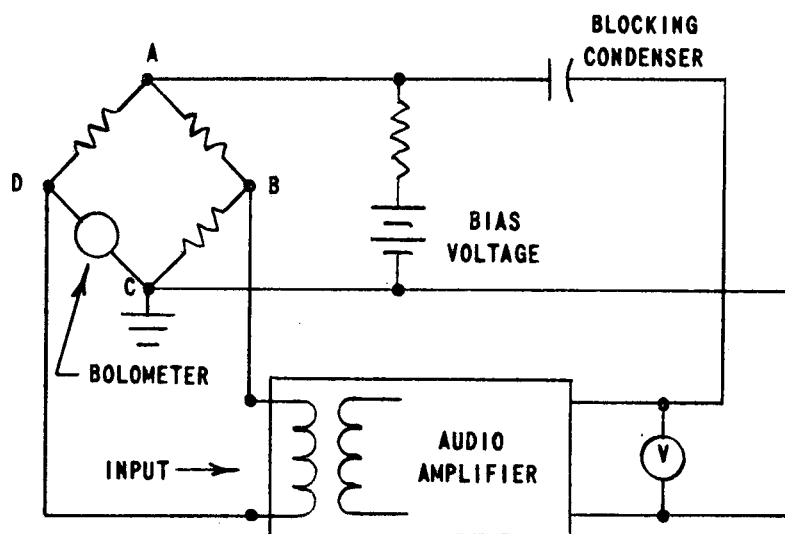 BLOCKING
CONDENSER
A
D
B
BIAS
VOLTAGE
C
BOLOMETER
AUDIO
AMPLIFIER
V
INPUT